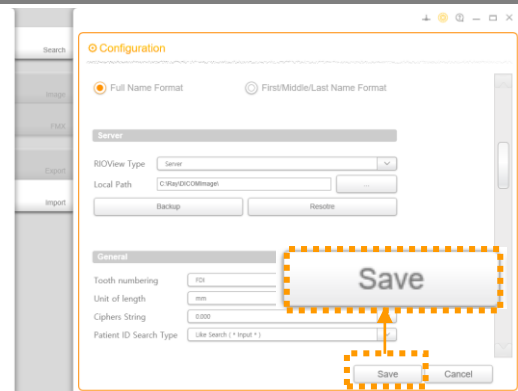 Search
Image
FMX
Export
Import
Configuration
Full Name Format
First/Middle/Last Name Format
Server
RIOView Type
Server
Local Path
C:\Ray\DICOMImage\
...
Backup
Resotre
General
Tooth numbering
FDI
Unit of length
mm
Ciphers String
0.000
Patient ID Search Type
Like Search ( * Input * )
Save
Save
Cancel